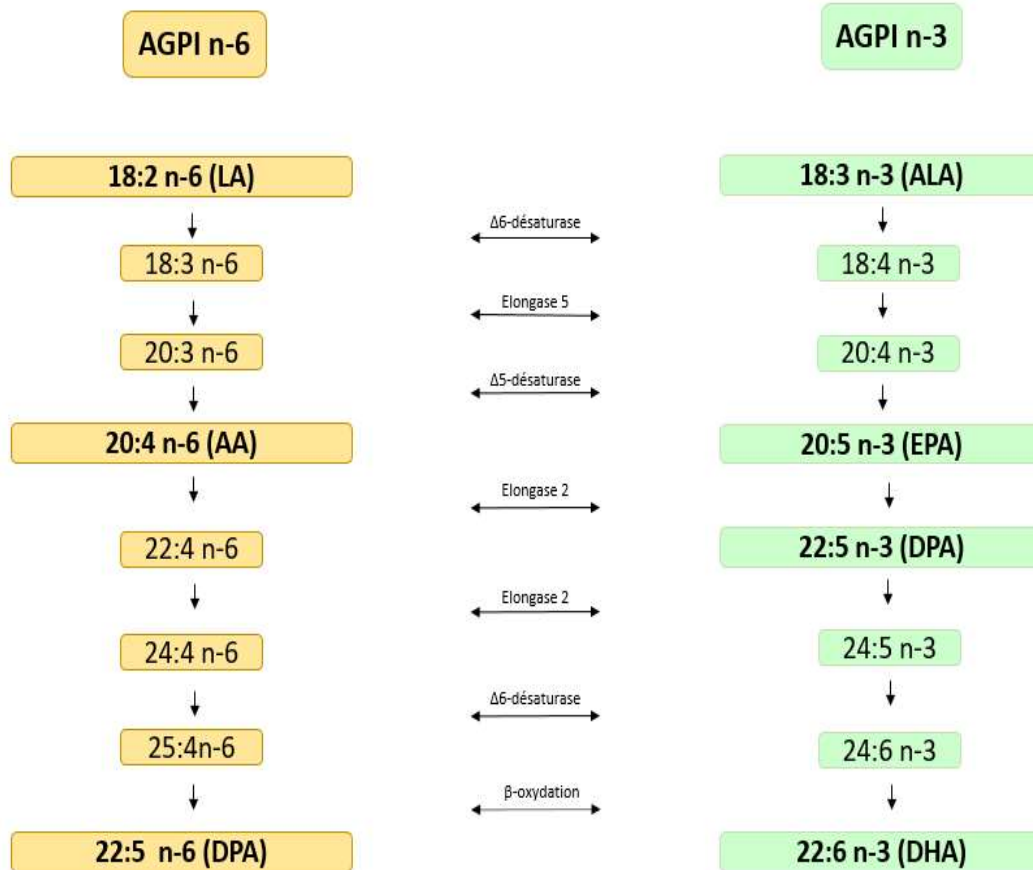 AGPI n-6
AGPI n-3
18:2 n-6 (LA)
18:3 n-3 (ALA)
Δ6-désaturase
18:3 n-6
18:4 n-3
Elongase 5
20:3 n-6
20:4 n-3
Δ5-désaturase
20:4 n-6 (AA)
20:5 n-3 (EPA)
Elongase 2
22:4 n-6
22:5 n-3 (DPA)
Elongase 2
24:4 n-6
24:5 n-3
Δ6-désaturase
25:4n-6
24:6 n-3
β-oxydation
22:5 n-6 (DPA)
22:6 n-3 (DHA)